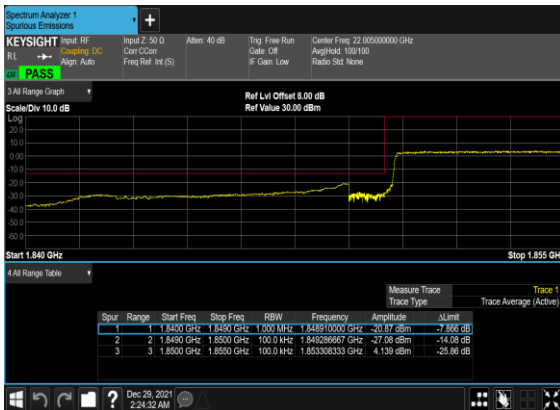 Spectrum Analyzer 1
Spurious Emissions
+
KEYSIGHT Input: RF Input Z: 50 Ω Atten: 40 dB Trig: Free Run Center Freq: 22.005000000 GHz
RL Coupling: DC Corr CCorr Gate: Off Avg|Hold: 100/100
Align: Auto Freq Ref: Int (S) IF Gain: Low Radio Std: None
PASS
3 All Range Graph
Ref Lvl Offset 8.00 dB
Scale/Div 10.0 dB Ref Value 30.00 dBm
Log
20.0
10.0
0.00
-10.0
-20.0
-30.0
-40.0
-50.0
-60.0
Start 1.840 GHz Stop 1.855 GH
4 All Range Table
Measure Trace Trace 1
Trace Type Trace Average (Active)
Spur Range Start Freq Stop Freq RBW Frequency Amplitude ΔLimit
1 1 1.8400 GHz 1.8490 GHz 1.000 MHz 1.848910000 GHz -20.87 dBm -7.866 dB
2 2 1.8490 GHz 1.8500 GHz 100.0 kHz 1.849286667 GHz -27.08 dBm -14.08 dB
3 3 1.8500 GHz 1.8550 GHz 100.0 kHz 1.853308333 GHz 4.139 dBm -25.86 dB
? Dec 29, 2021
2:24:32 AM